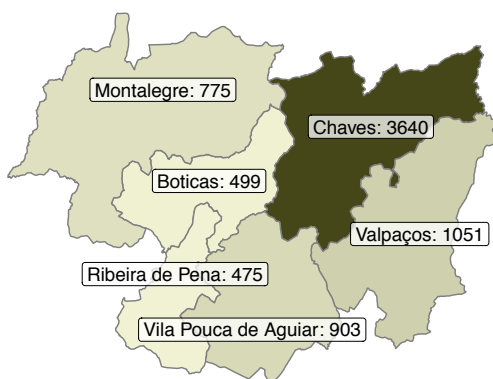 Montalegre: 775
Chaves: 3640
Boticas: 499
Valpaços: 1051
Ribeira de Pena: 475
Vila Pouca de Aguiar: 903